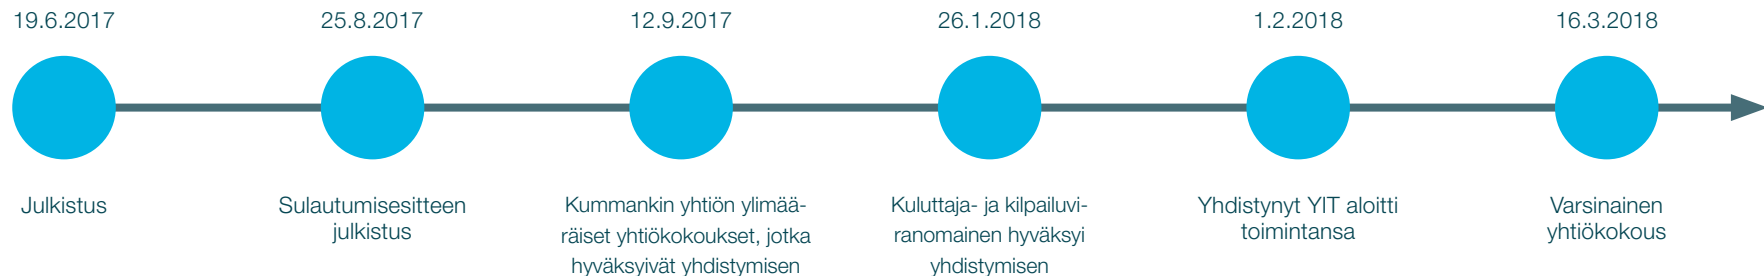 19.6.2017
25.8.2017
12.9.2017
26.1.2018
1.2.2018
16.3.2018
Julkistus
Sulautumisesitteen
julkistus
Kummankin yhtiön ylimää-
räiset yhtiökokoukset, jotka
hyväksyivät yhdistymisen
Kuluttaja- ja kilpailuvi-
ranomainen hyväksyi
yhdistymisen
Yhdistynyt YIT aloitti
toimintansa
Varsinainen
yhtiökokous